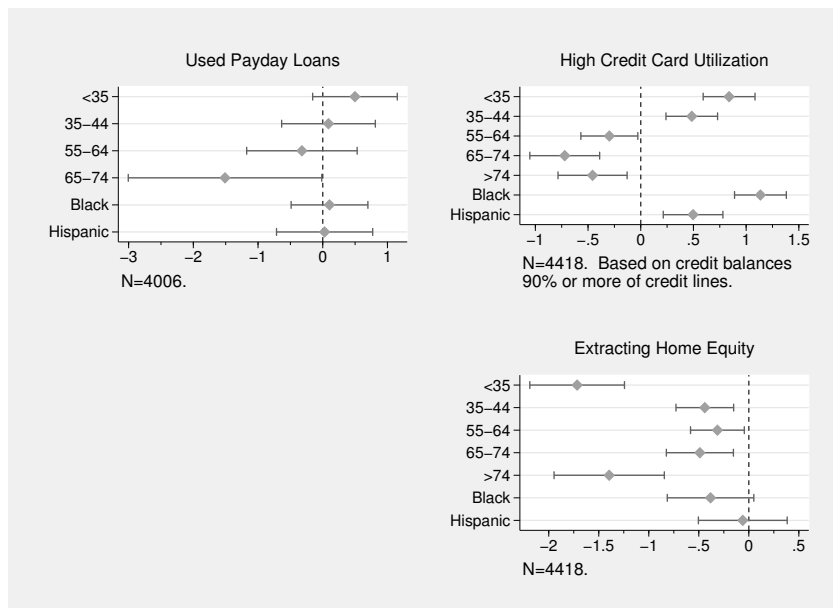 Used Payday Loans
<35
35−44
55−64
65−74
Black
Hispanic
−3 −2 −1 0 1
N=4006.
High Credit Card Utilization
<35
35−44
55−64
65−74
>74
Black
Hispanic
−1 −.5 0 .5 1 1.5
N=4418. Based on credit balances
90% or more of credit lines.
Extracting Home Equity
<35
35−44
55−64
65−74
>74
Black
Hispanic
−2 −1.5 −1 −.5 0 .5
N=4418.